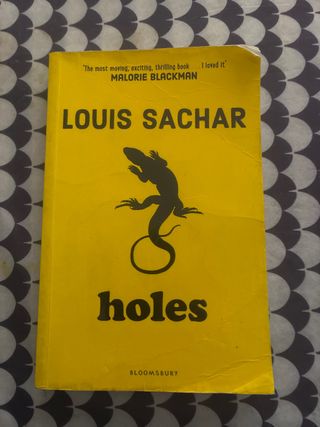 'The most moving, exciting, thrilling book . . . I loved it'
MALORIE BLACKMAN
LOUIS SACHAR
holes
BLOOMSBURY